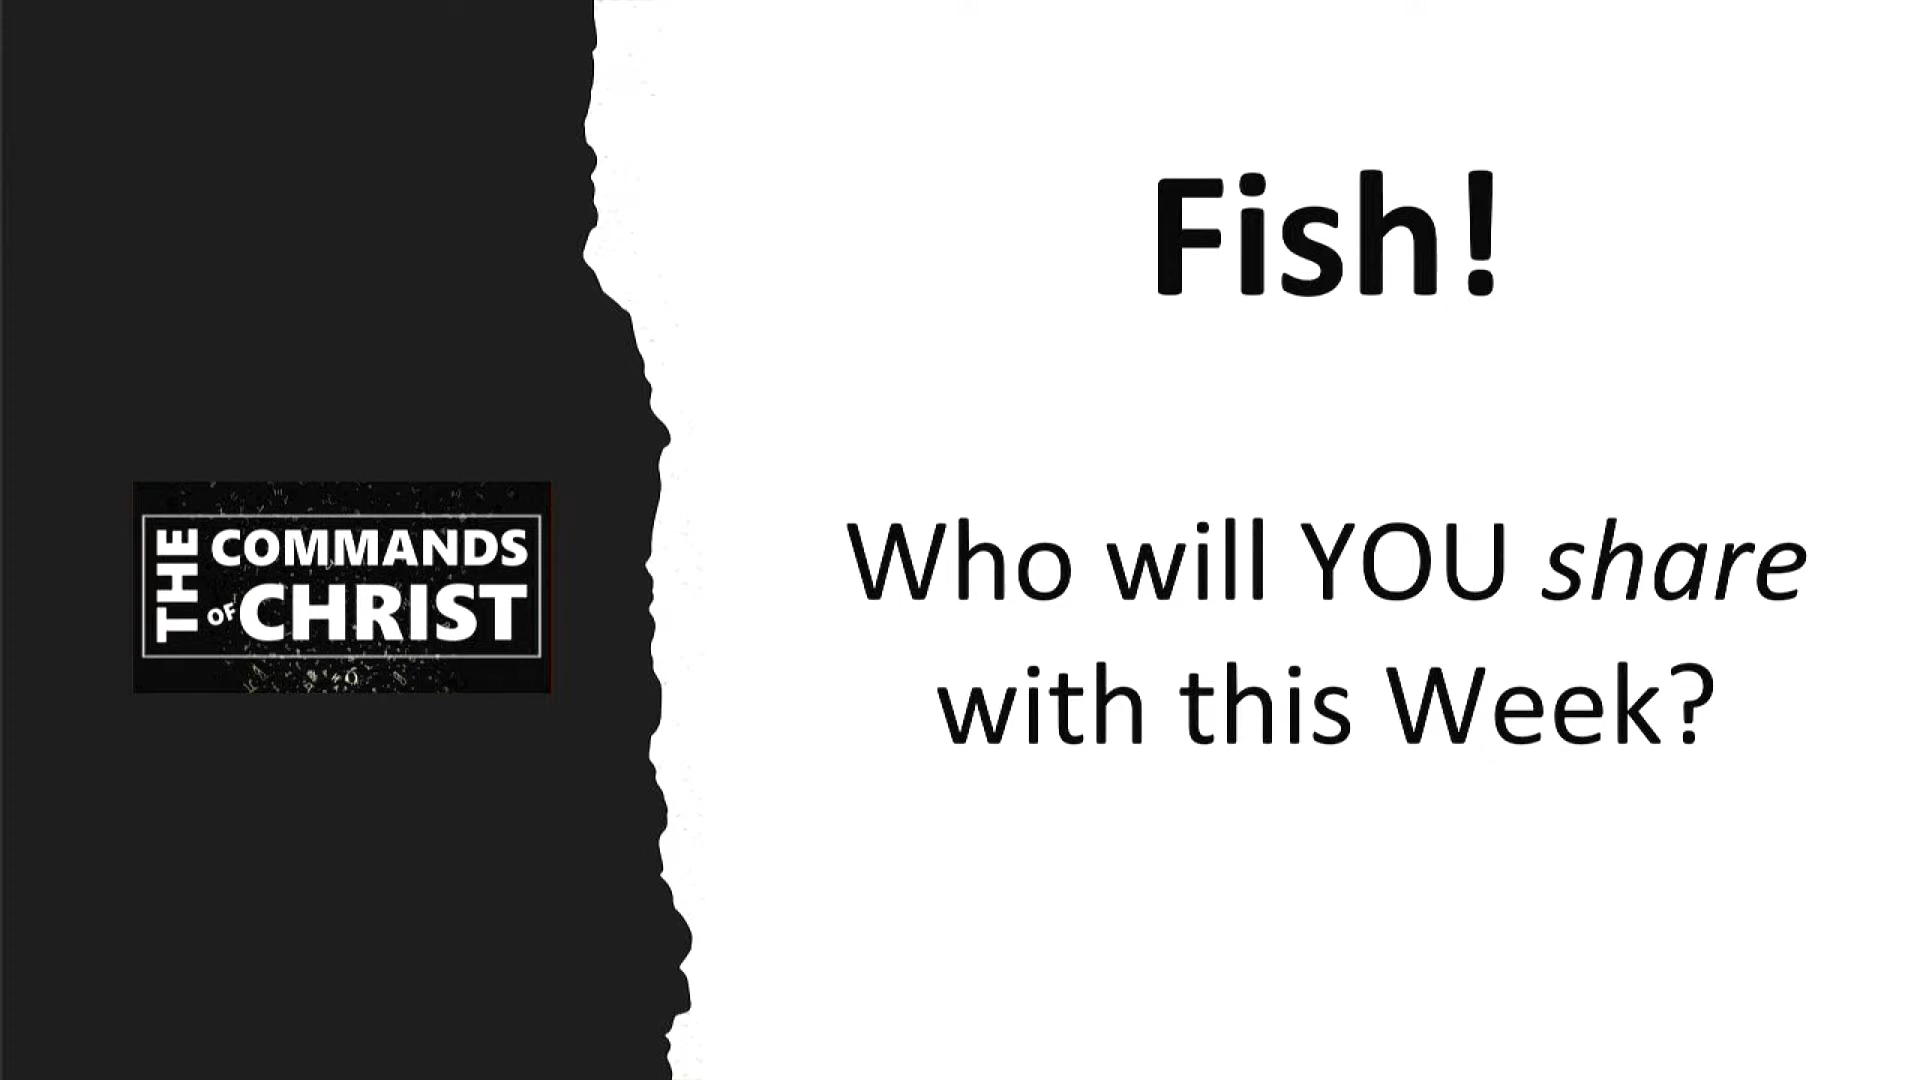 THE
COMMANDS
OF CHRIST
Fish!
Who will YOU share
with this Week?